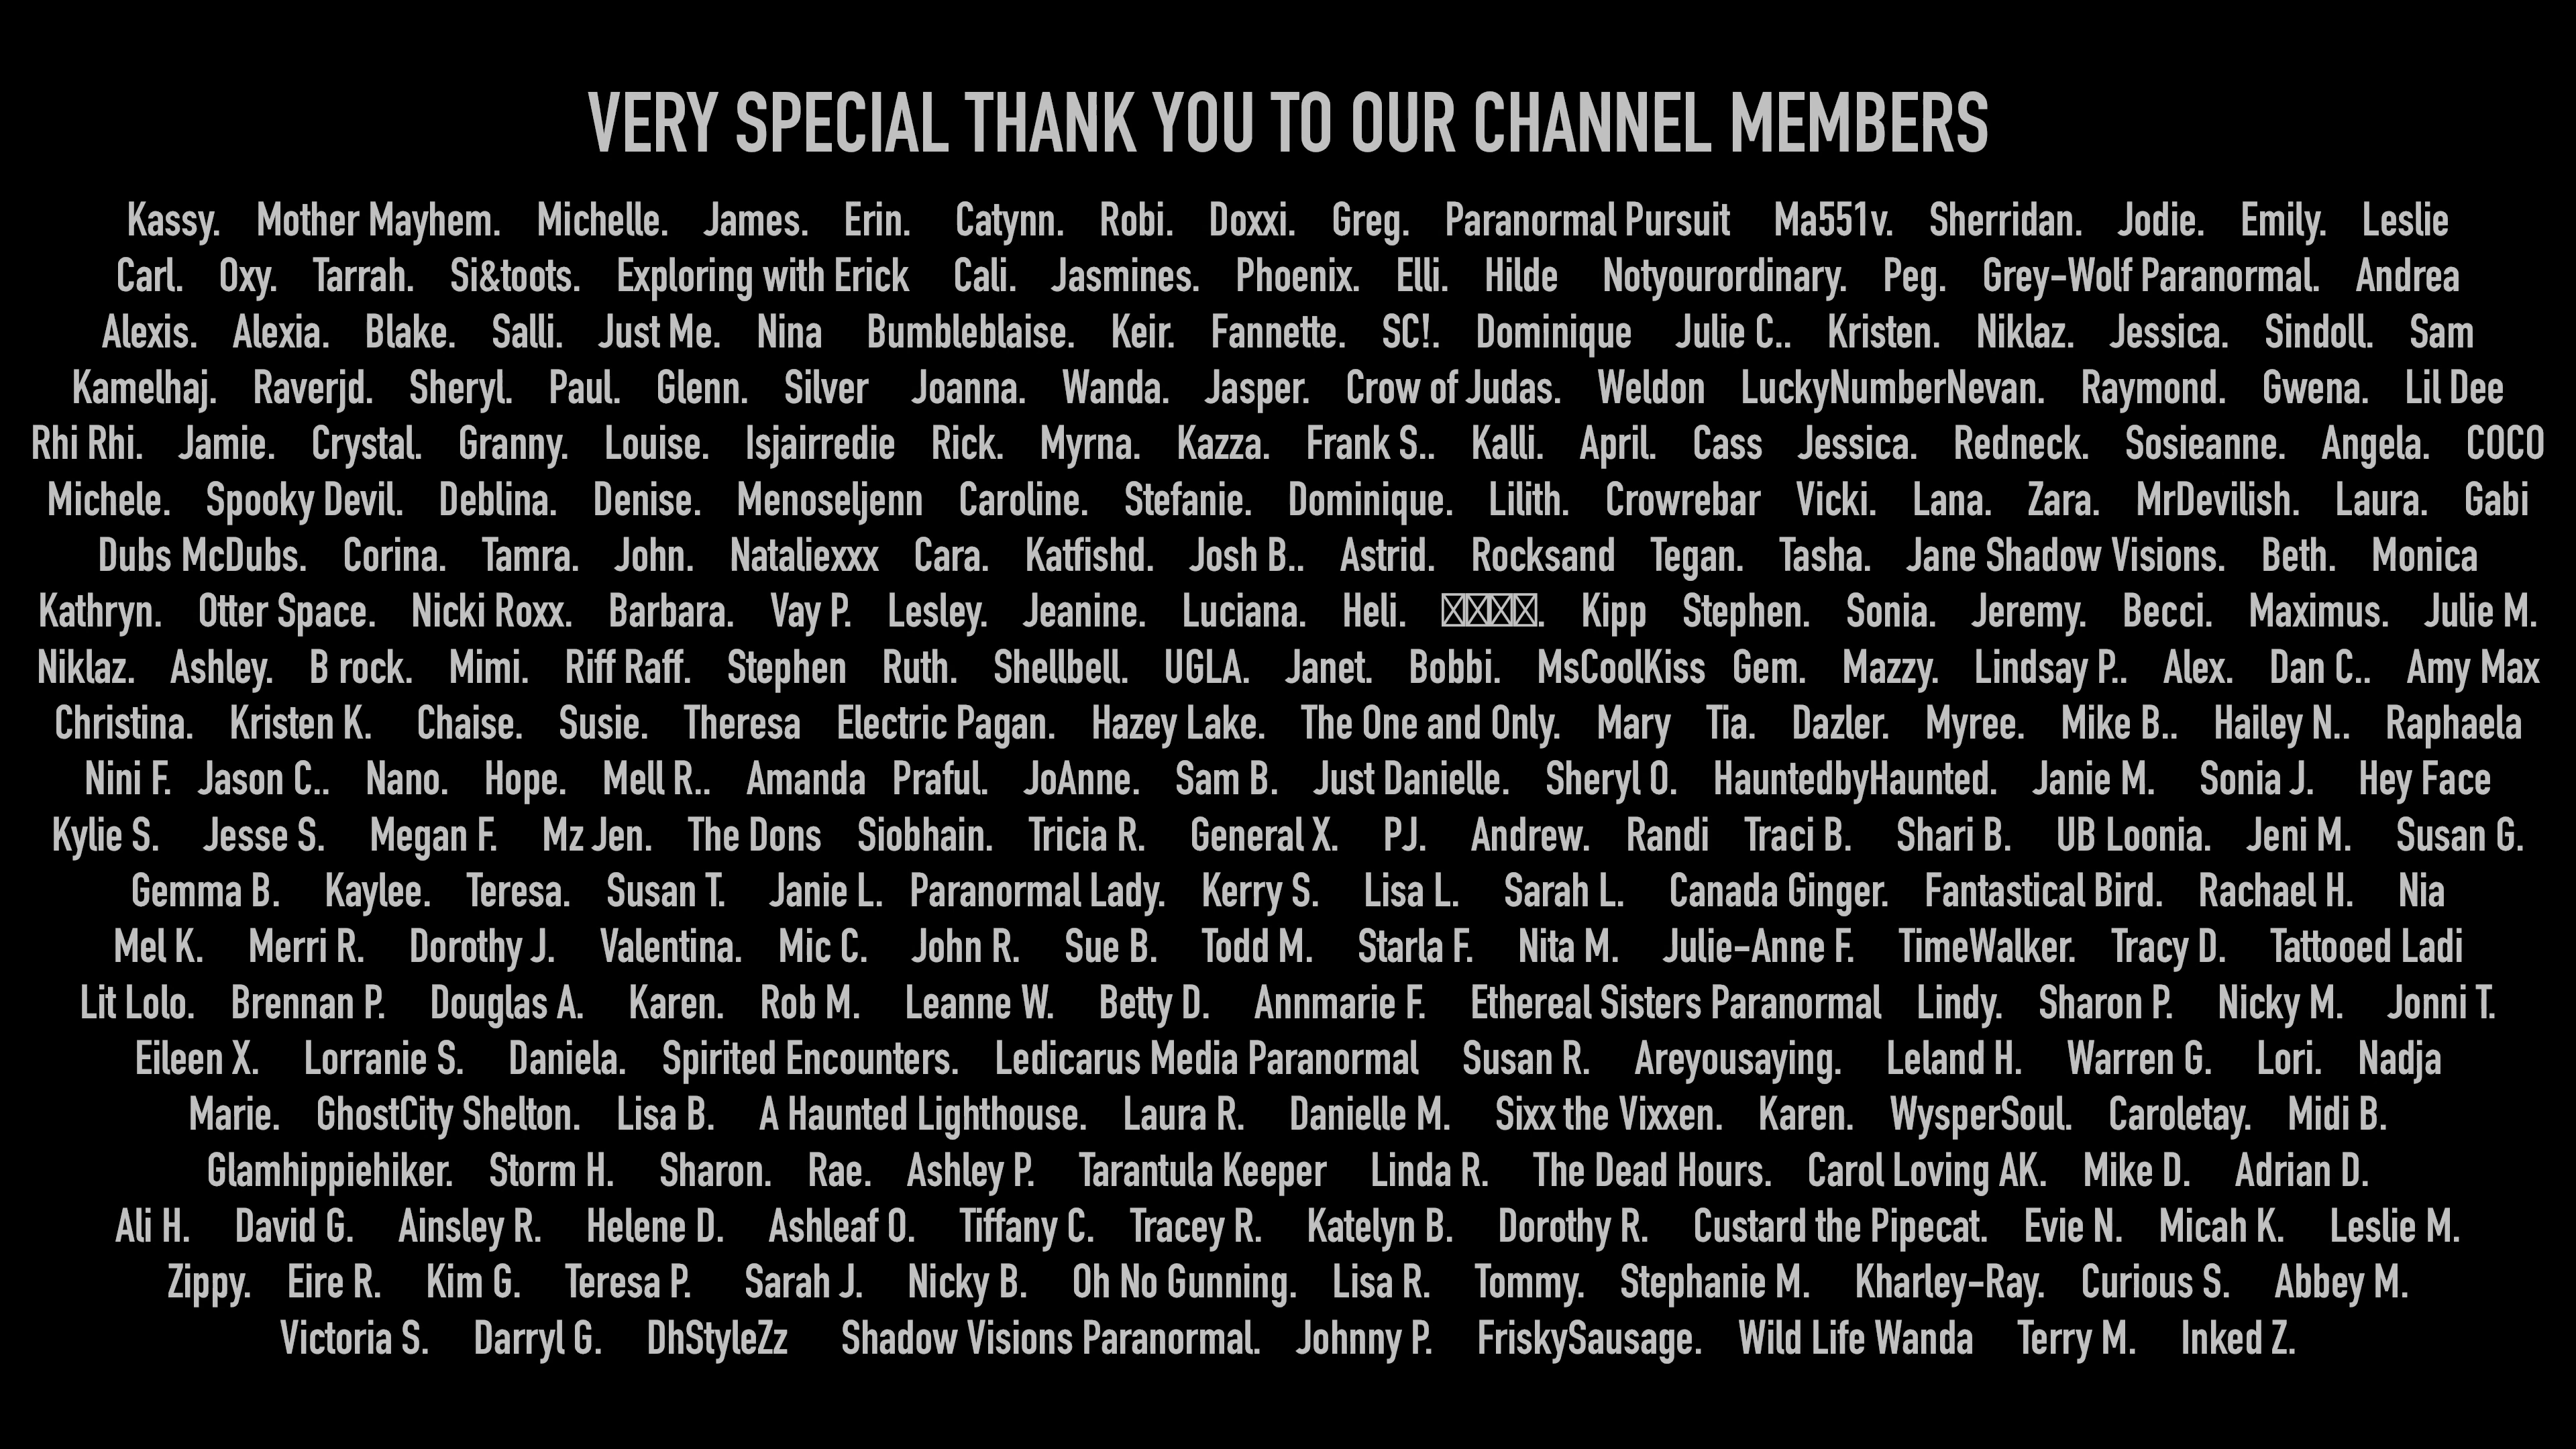 VERY SPECIAL THANK YOU TO OUR CHANNEL MEMBERS
Kassy. Mother Mayhem. Michelle. James. Erin. Catynn. Robi. Doxxi. Greg. Paranormal Pursuit Ma551v. Sherridan. Jodie. Emily. Leslie
Carl. Oxy. Tarrah. Si&toots. Exploring with Erick Cali. Jasmines. Phoenix. Elli. Hilde Notyourordinary. Peg. Grey-Wolf Paranormal. Andrea
Alexis. Alexia. Blake. Salli. Just Me. Nina Bumbleblaise. Keir. Fannette. SC!. Dominique Julie C.. Kristen. Niklaz. Jessica. Sindoll. Sam
Kamelhaj. Raverjd. Sheryl. Paul. Glenn. Silver Joanna. Wanda. Jasper. Crow of Judas. Weldon LuckyNumberNevan. Raymond. Gwena. Lil Dee
Rhi Rhi. Jamie. Crystal. Granny. Louise. Isjairredie Rick. Myrna. Kazza. Frank S.. Kalli. April. Cass Jessica. Redneck. Sosieanne. Angela. COCO
Michele. Spooky Devil. Deblina. Denise. Menoseljenn Caroline. Stefanie. Dominique. Lilith. Crowrebar Vicki. Lana. Zara. MrDevilish. Laura. Gabi
Dubs McDubs. Corina. Tamra. John. Nataliexxx Cara. Katfishd. Josh B.. Astrid. Rocksand Tegan. Tasha. Jane Shadow Visions. Beth. Monica
Kathryn. Otter Space. Nicki Roxx. Barbara. Vay P. Lesley. Jeanine. Luciana. Heli. Kipp Stephen. Sonia. Jeremy. Becci. Maximus. Julie M.
Niklaz. Ashley. B rock. Mimi. Riff Raff. Stephen Ruth. Shellbell. UGLA. Janet. Bobbi. MsCoolKiss Gem. Mazzy. Lindsay P.. Alex. Dan C.. Amy Max
Christina. Kristen K. Chaise. Susie. Theresa Electric Pagan. Hazey Lake. The One and Only. Mary Tia. Dazler. Myree. Mike B.. Hailey N.. Raphaela
Nini F. Jason C.. Nano. Hope. Mell R.. Amanda Praful. JoAnne. Sam B. Just Danielle. Sheryl O. HauntedbyHaunted. Janie M. Sonia J. Hey Face
Kylie S. Jesse S. Megan F. Mz Jen. The Dons Siobhain. Tricia R. General X. PJ. Andrew. Randi Traci B. Shari B. UB Loonia. Jeni M. Susan G.
Gemma B. Kaylee. Teresa. Susan T. Janie L. Paranormal Lady. Kerry S. Lisa L. Sarah L. Canada Ginger. Fantastical Bird. Rachael H. Nia
Mel K. Merri R. Dorothy J. Valentina. Mic C. John R. Sue B. Todd M. Starla F. Nita M. Julie-Anne F. TimeWalker. Tracy D. Tattooed Ladi
Lit Lolo. Brennan P. Douglas A. Karen. Rob M. Leanne W. Betty D. Annmarie F. Ethereal Sisters Paranormal Lindy. Sharon P. Nicky M. Jonni T.
Eileen X. Lorranie S. Daniela. Spirited Encounters. Ledicarus Media Paranormal Susan R. Areyousaying. Leland H. Warren G. Lori. Nadja
Marie. GhostCity Shelton. Lisa B. A Haunted Lighthouse. Laura R. Danielle M. Sixx the Vixxen. Karen. WysperSoul. Caroletay. Midi B.
Glamhippiehiker. Storm H. Sharon. Rae. Ashley P. Tarantula Keeper Linda R. The Dead Hours. Carol Loving AK. Mike D. Adrian D.
Ali H. David G. Ainsley R. Helene D. Ashleaf O. Tiffany C. Tracey R. Katelyn B. Dorothy R. Custard the Pipecat. Evie N. Micah K. Leslie M.
Zippy. Eire R. Kim G. Teresa P. Sarah J. Nicky B. Oh No Gunning. Lisa R. Tommy. Stephanie M. Kharley-Ray. Curious S. Abbey M.
Victoria S. Darryl G. DhStyleZz Shadow Visions Paranormal. Johnny P. FriskySausage. Wild Life Wanda Terry M. Inked Z.